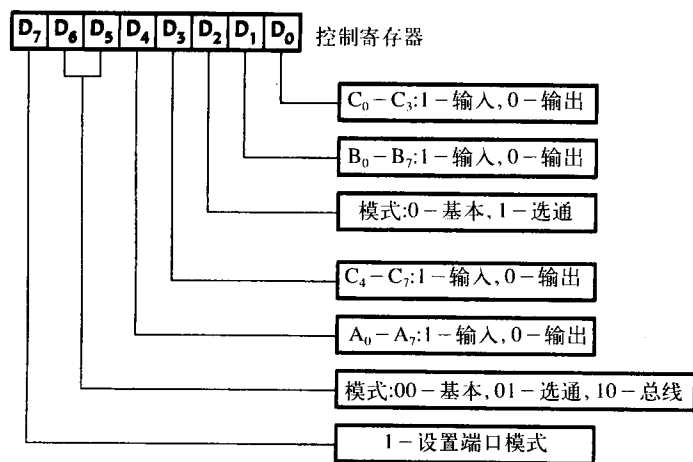 D₇ D₆ D₅ D₄ D₃ D₂ D₁ D₀ 控制寄存器
C₀-C₃:1-输入,0-输出
B₀-B₇:1-输入,0-输出
模式:0-基本,1-选通
C₄-C₇:1-输入,0-输出
A₀-A₇:1-输入,0-输出
模式:00-基本,01-选通,10-总线
1-设置端口模式